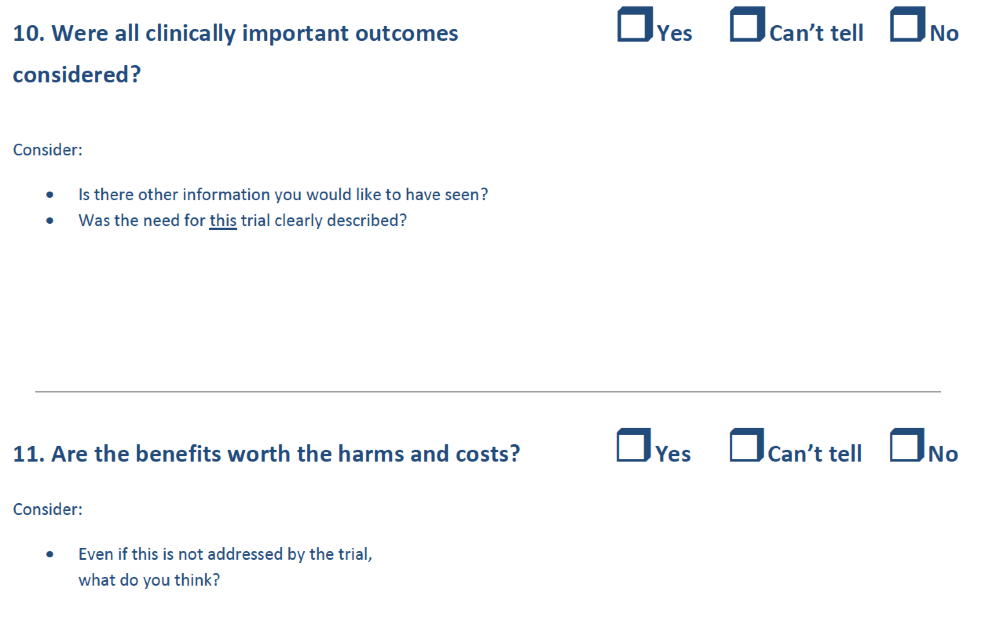 10. Were all clinically important outcomes ❒ Yes ❒ Can’t tell ❒ No
considered?
Consider:
• Is there other information you would like to have seen?
• Was the need for this trial clearly described?
11. Are the benefits worth the harms and costs? ❒ Yes ❒ Can’t tell ❒ No
Consider:
• Even if this is not addressed by the trial,
what do you think?